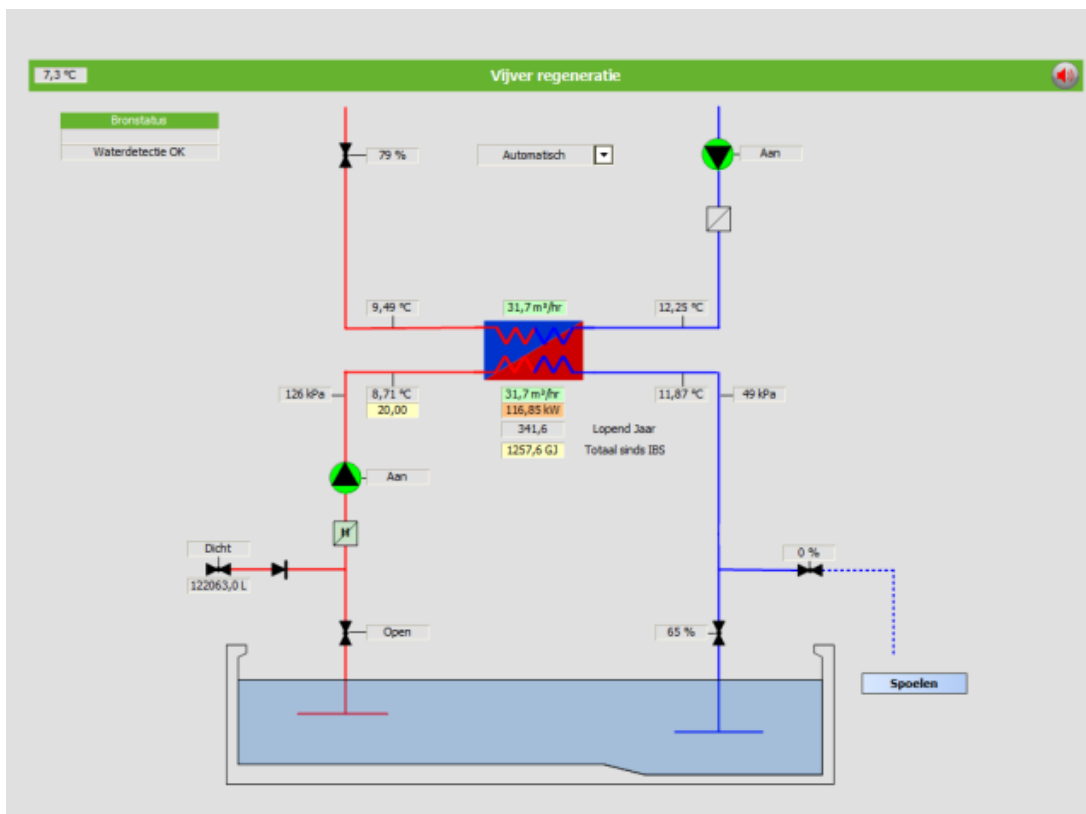 7,3 °C
Vijver regeneratie
Bronstatus
Waterdetectie OK
79 %
Automatisch
Aan
9,49 °C
31,7 m³/hr
12,25 °C
126 kPa
8,71 °C
31,7 m³/hr
11,87 °C
49 kPa
20,00
116,85 kW
341,6
Lopend Jaar
1257,6 GJ
Totaal sinds IBS
Aan
M
Dicht
0 %
122063,0 L
Open
65 %
Spoelen